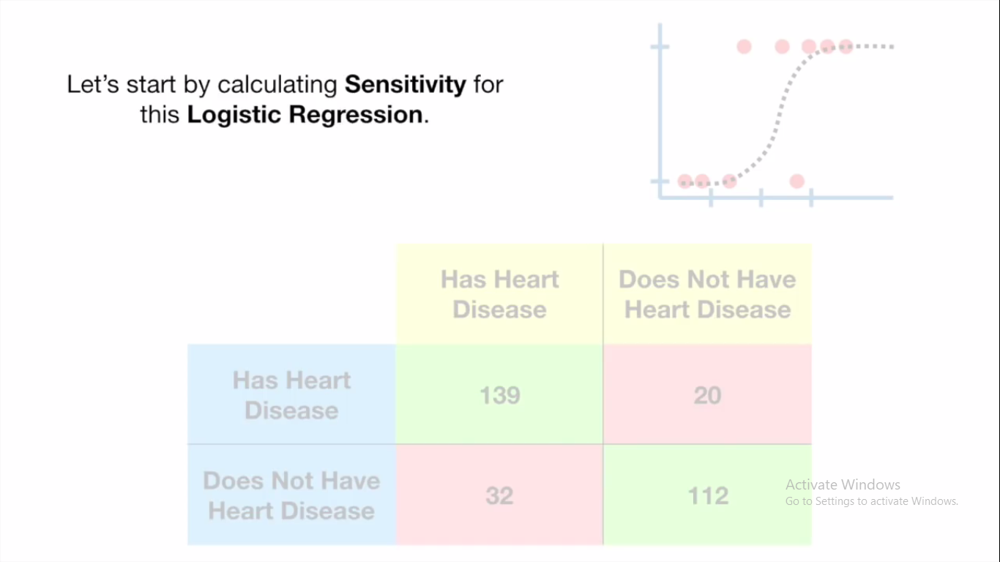 Let’s start by calculating Sensitivity for
this Logistic Regression.
Has Heart
Disease
Does Not Have
Heart Disease
Has Heart
Disease
139
20
Does Not Have
Heart Disease
32
112
Activate Windows
Go to Settings to activate Windows.